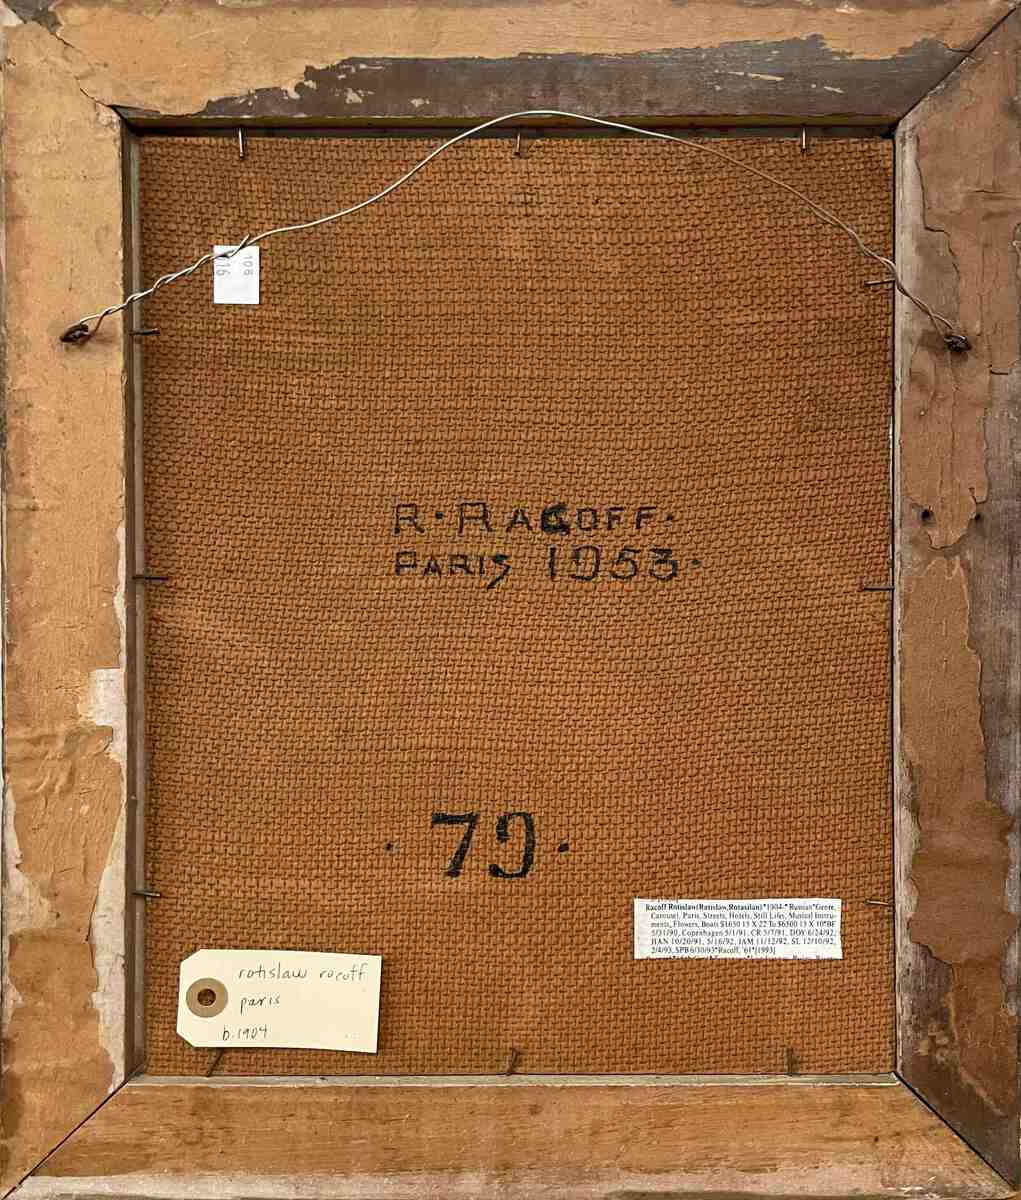 108
16
R·RACOFF·
PARIS 1953·
·79·
Racoff Rotislaw(Rotislaw,Rotasilan)*1904-* Russian*Genre,
Carousel, Paris, Streets, Hotels, Still Lifes, Musical Instru-
ments, Flowers, Boats $1650 15 X 22 To $6500 13 X 10*BF
5/31/90, Copenhagen 5/1/91, CR 5/7/91, DOY 6/24/92,
JIAN 10/20/91, 5/16/92, JAM 11/12/92, SL 12/10/92,
2/4/93, SPB 6/30/93*Racoff, '61*[1993]
rotislaw rocoff
paris
b.1904